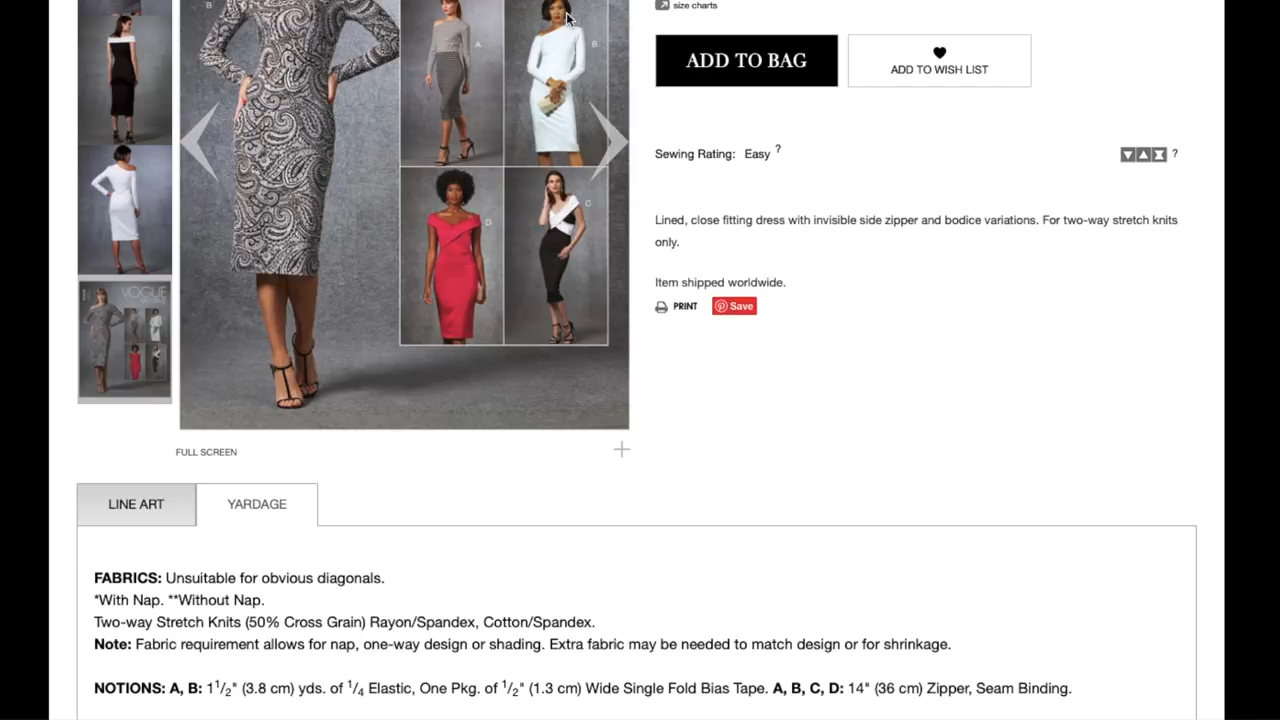 size charts
B
A
B
ADD TO BAG
ADD TO WISH LIST
Sewing Rating: Easy ?
?
D
C
Lined, close fitting dress with invisible side zipper and bodice variations. For two-way stretch knits
only.
Item shipped worldwide.
PRINT Save
VOGUE
FULL SCREEN
LINE ART YARDAGE
FABRICS: Unsuitable for obvious diagonals.
*With Nap. **Without Nap.
Two-way Stretch Knits (50% Cross Grain) Rayon/Spandex, Cotton/Spandex.
Note: Fabric requirement allows for nap, one-way design or shading. Extra fabric may be needed to match design or for shrinkage.
NOTIONS: A, B: 1 1/2" (3.8 cm) yds. of 1/4 Elastic, One Pkg. of 1/2" (1.3 cm) Wide Single Fold Bias Tape. A, B, C, D: 14" (36 cm) Zipper, Seam Binding.